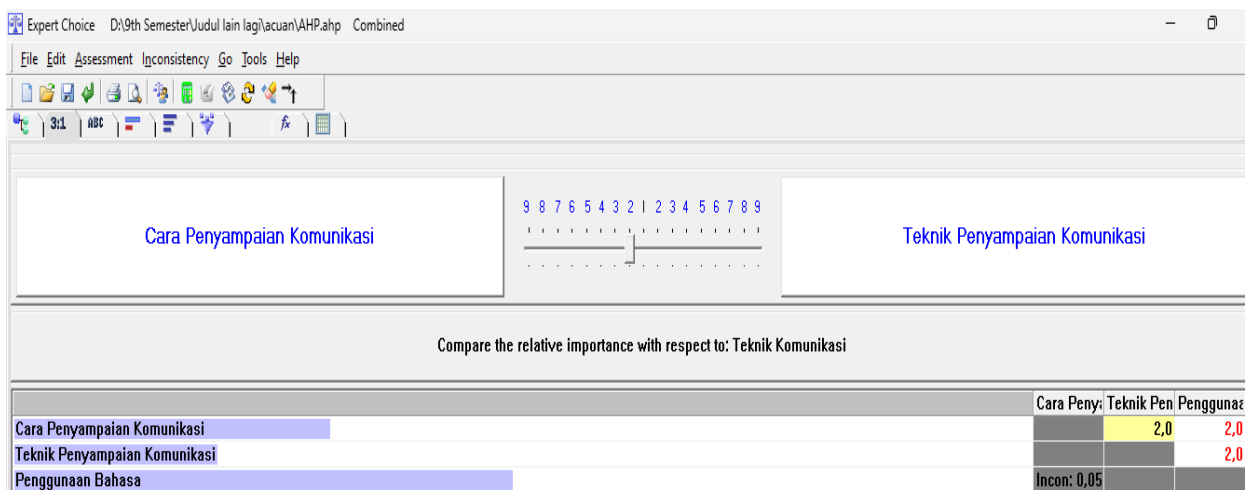 Expert Choice D:\9th Semester\Judul lain lagi\acuan\AHP.ahp Combined
File Edit Assessment Inconsistency Go Tools Help
3:1 ABC fx
9 8 7 6 5 4 3 2 1 2 3 4 5 6 7 8 9
Cara Penyampaian Komunikasi
Teknik Penyampaian Komunikasi
Compare the relative importance with respect to: Teknik Komunikasi
Cara Penya Teknik Pen Penggunaa
Cara Penyampaian Komunikasi 2,0 2,0
Teknik Penyampaian Komunikasi 2,0
Penggunaan Bahasa Incon: 0,05